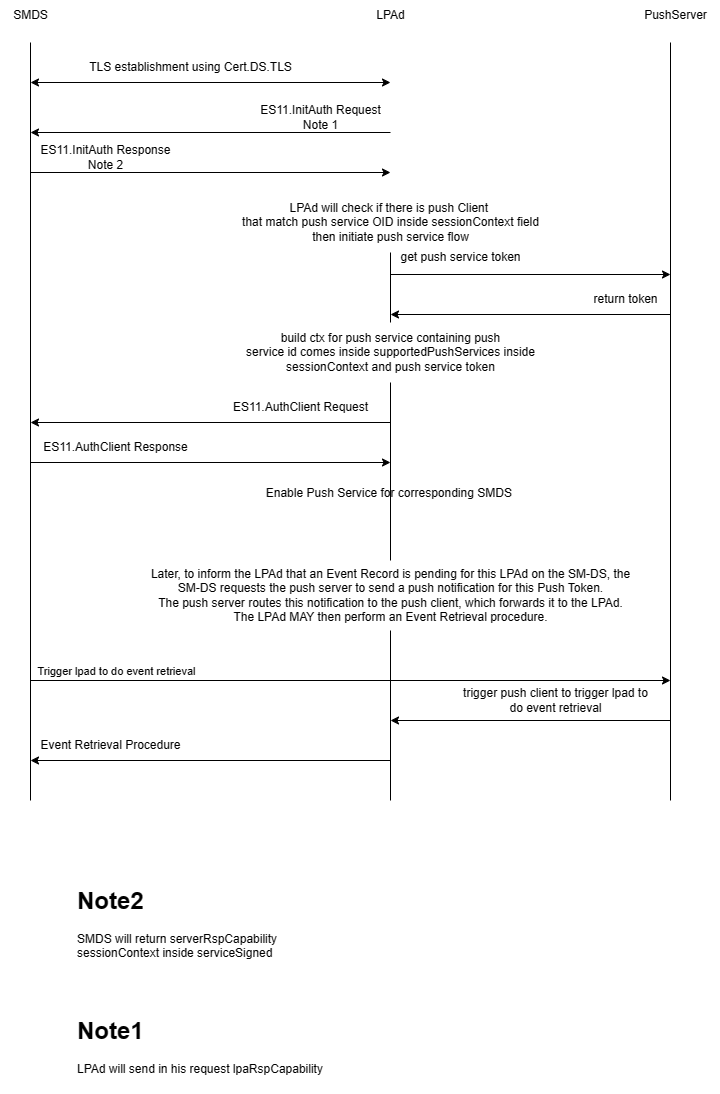 SMDS
LPAd
PushServer
TLS establishment using Cert.DS.TLS
ES11.InitAuth Request
Note 1
ES11.InitAuth Response
Note 2
LPAd will check if there is push Client
that match push service OID inside sessionContext field
then initiate push service flow
get push service token
return token
build ctx for push service containing push
service id comes inside supportedPushServices inside
sessionContext and push service token
ES11.AuthClient Request
ES11.AuthClient Response
Enable Push Service for corresponding SMDS
Later, to inform the LPAd that an Event Record is pending for this LPAd on the SM-DS, the
SM-DS requests the push server to send a push notification for this Push Token.
The push server routes this notification to the push client, which forwards it to the LPAd.
The LPAd MAY then perform an Event Retrieval procedure.
Trigger lpad to do event retrieval
trigger push client to trigger lpad to
do event retrieval
Event Retrieval Procedure
Note2
SMDS will return serverRspCapability
sessionContext inside serviceSigned
Note1
LPAd will send in his request lpaRspCapability